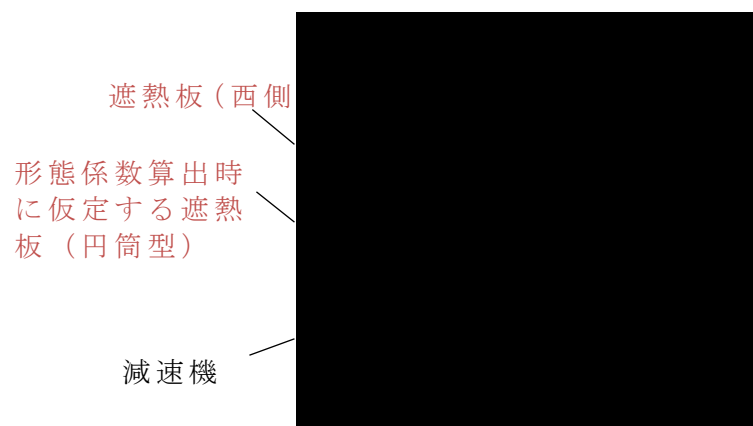 遮熱板（西側
形態係数算出時
に仮定する遮熱
板（円筒型）
減速機